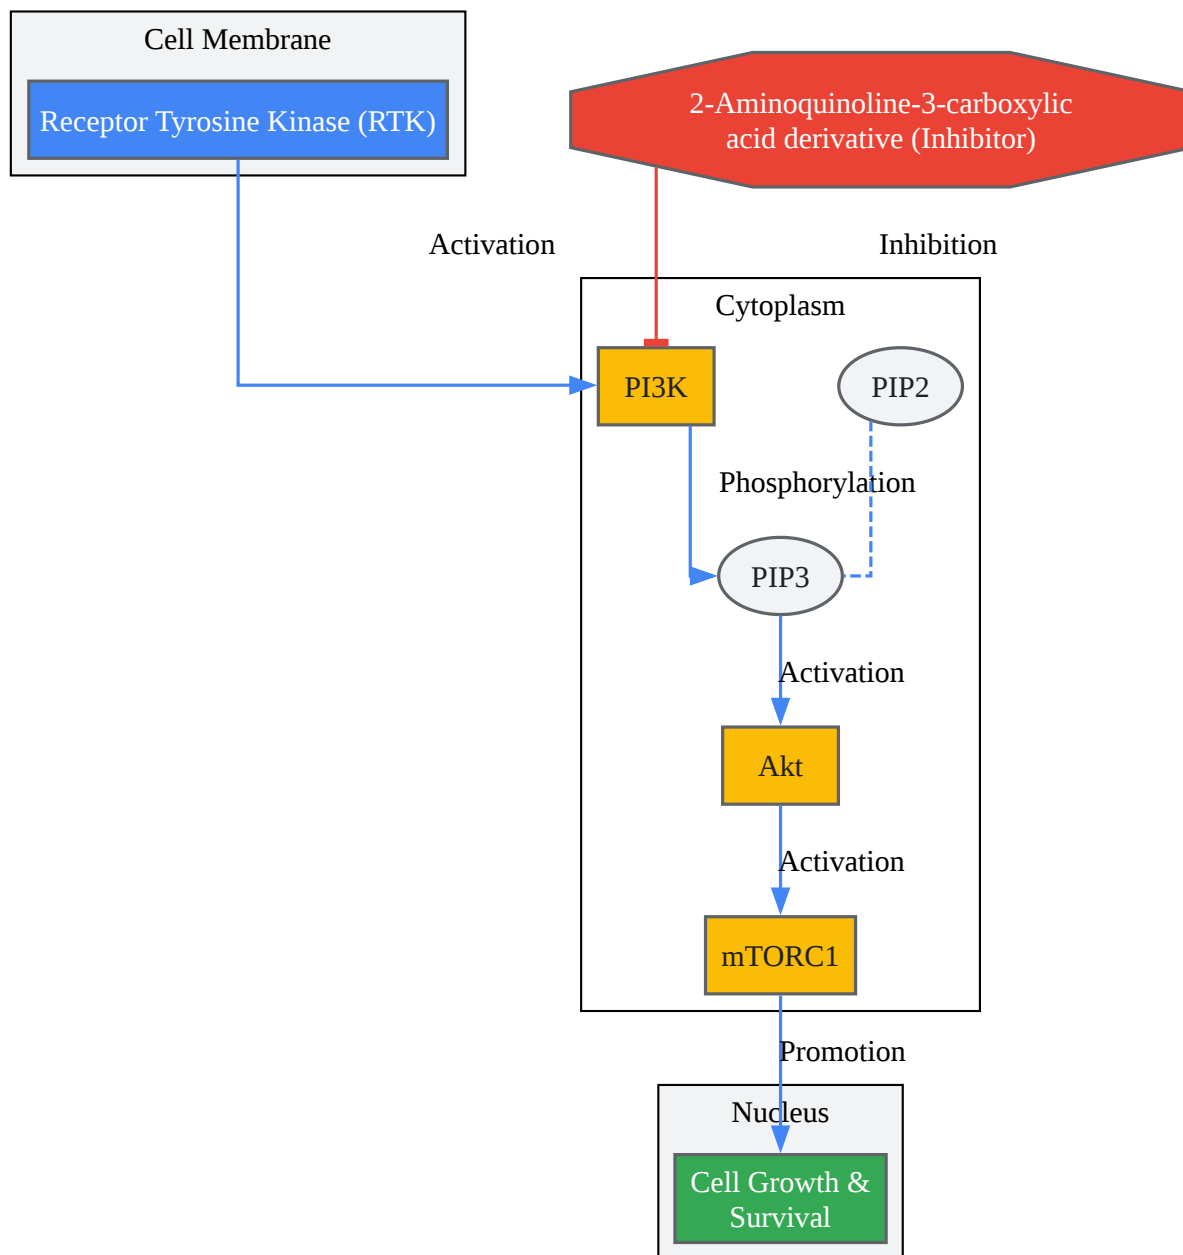 Cell Membrane
Receptor Tyrosine Kinase (RTK)
2-Aminoquinoline-3-carboxylic
acid derivative (Inhibitor)
Activation
Inhibition
Cytoplasm
PI3K
PIP2
Phosphorylation
PIP3
Activation
Akt
Activation
mTORC1
Promotion
Nucleus
Cell Growth &
Survival